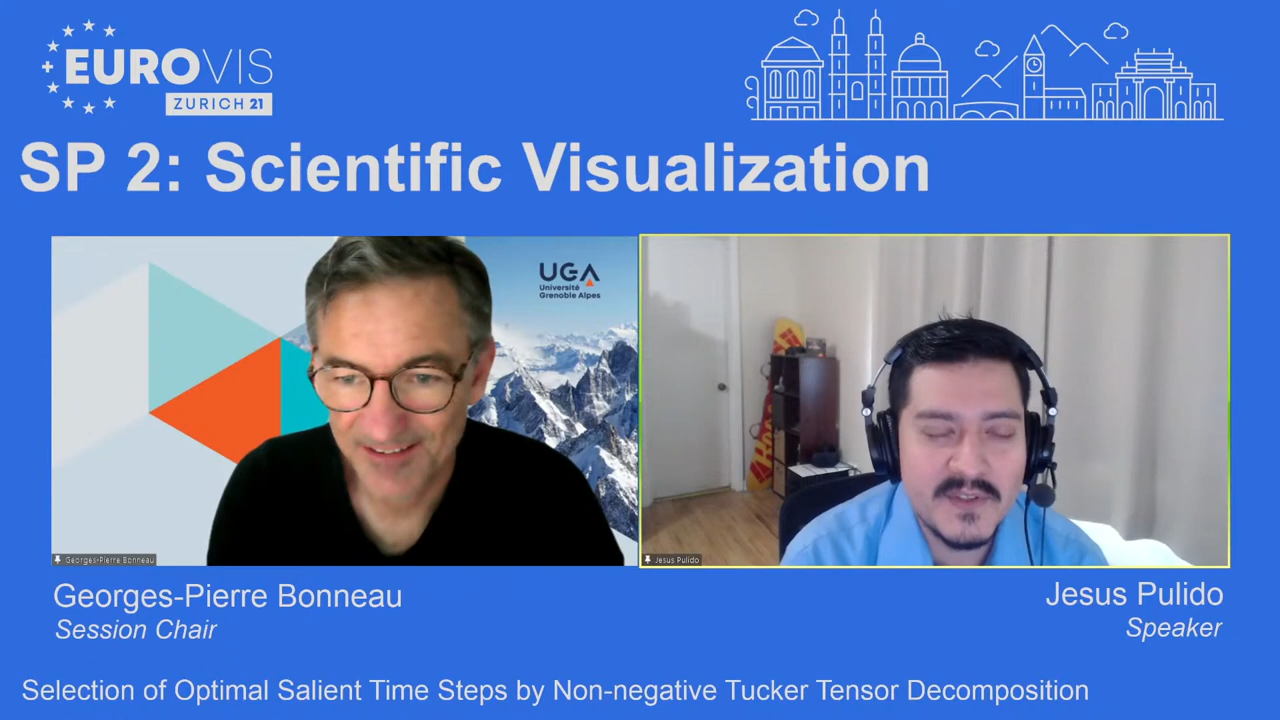 EUROVIS
ZURICH 21
SP 2: Scientific Visualization
UGA
Université
Grenoble Alpes
Georges-Pierre Bonneau
Jesus Pulido
Georges-Pierre Bonneau
Session Chair
Jesus Pulido
Speaker
Selection of Optimal Salient Time Steps by Non-negative Tucker Tensor Decomposition